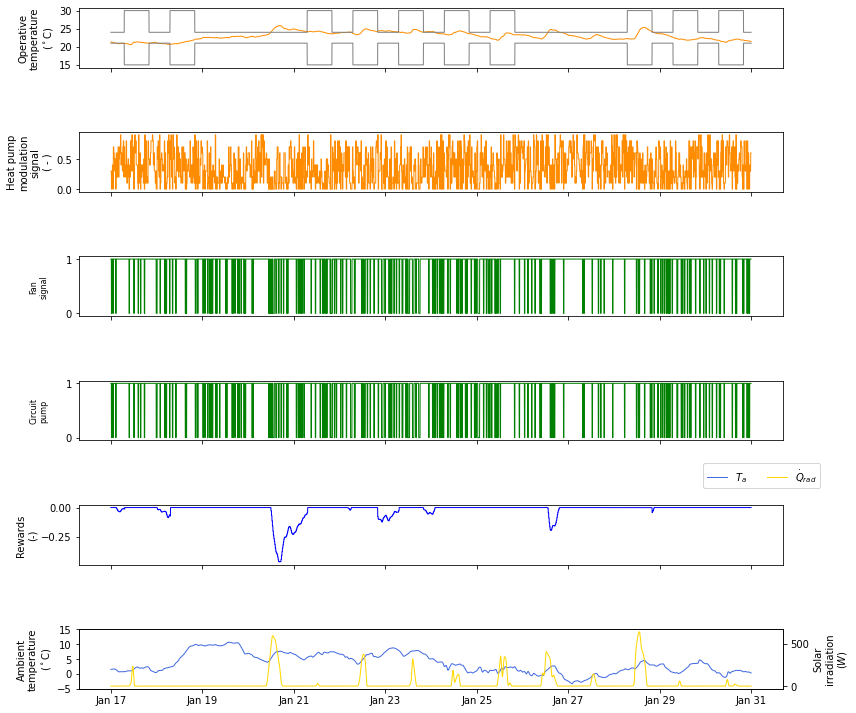 Operative
temperature
(°C)
30
25
20
15
Heat pump
modulation
signal
( - )
0.5
0.0
Fan
signal
1
0
Circuit
pump
1
0
T_a Q̇_rad
Rewards
(-)
0.00
−0.25
Ambient
temperature
(°C)
15
10
5
0
−5
500
0
Solar
irradiation
(W)
Jan 17 Jan 19 Jan 21 Jan 23 Jan 25 Jan 27 Jan 29 Jan 31